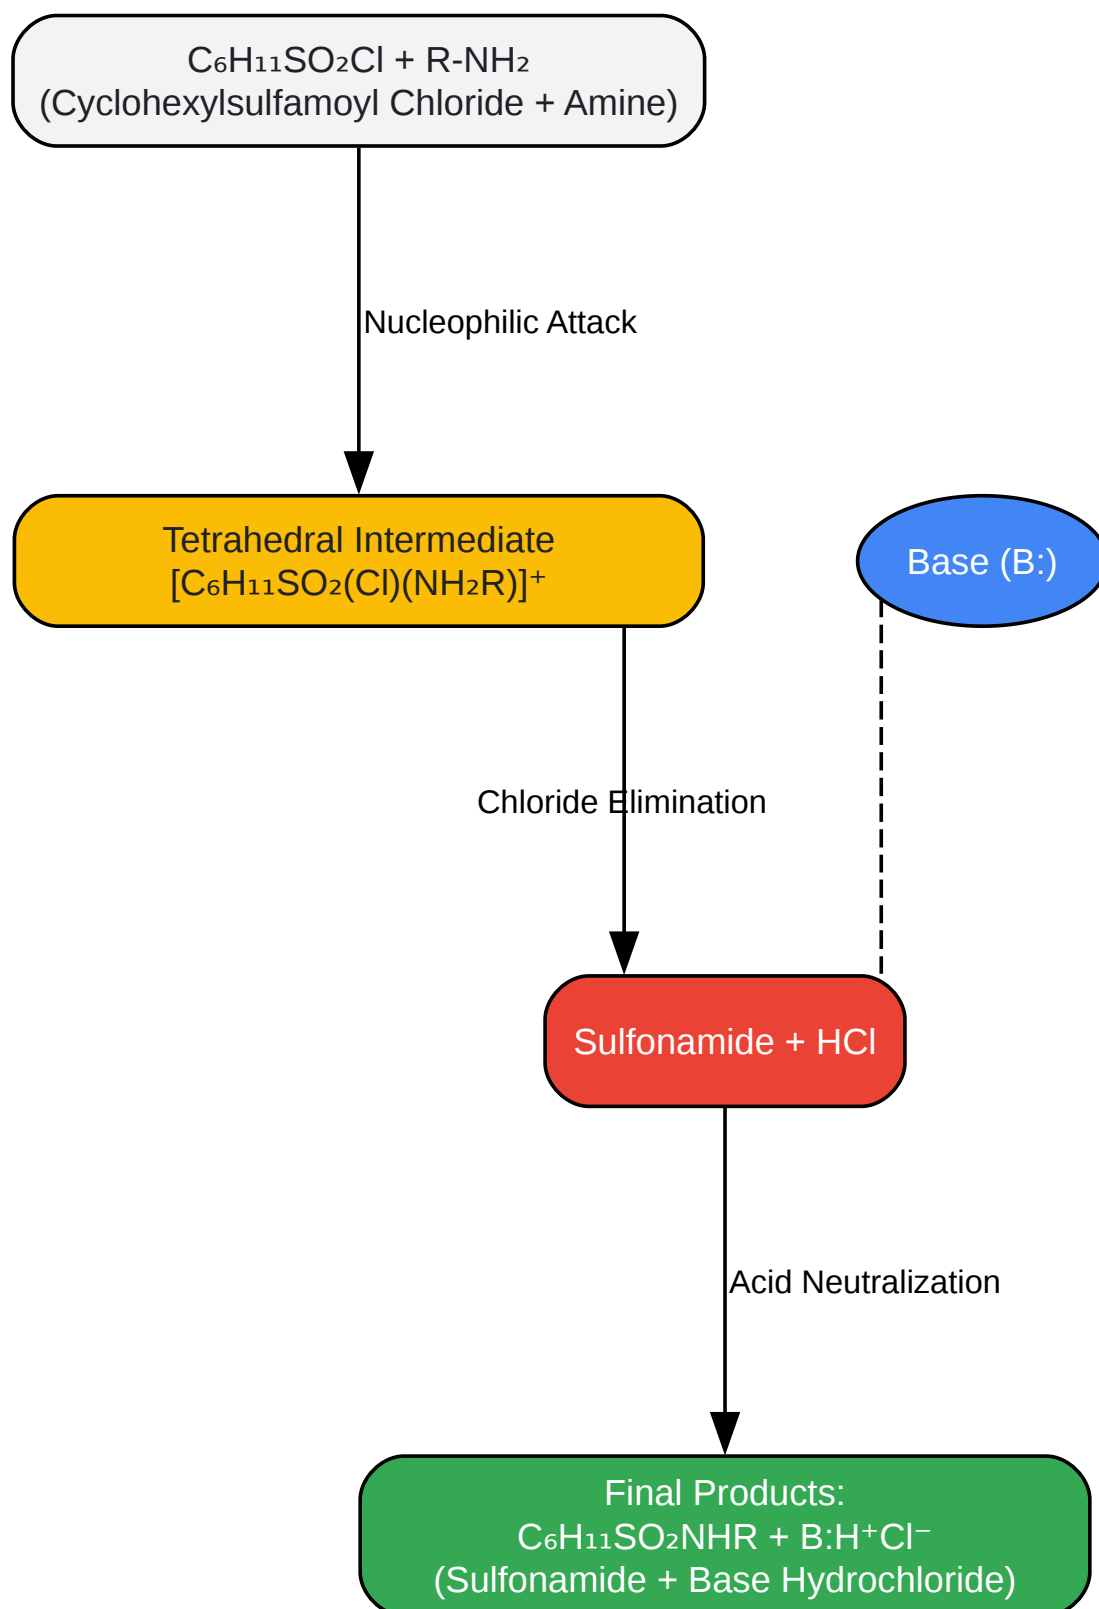 C₆H₁₁SO₂Cl + R-NH₂
(Cyclohexylsulfamoyl Chloride + Amine)
Nucleophilic Attack
Tetrahedral Intermediate
[C₆H₁₁SO₂(Cl)(NH₂R)]⁺
Base (B:)
Chloride Elimination
Sulfonamide + HCl
Acid Neutralization
Final Products:
C₆H₁₁SO₂NHR + B:H⁺Cl⁻
(Sulfonamide + Base Hydrochloride)